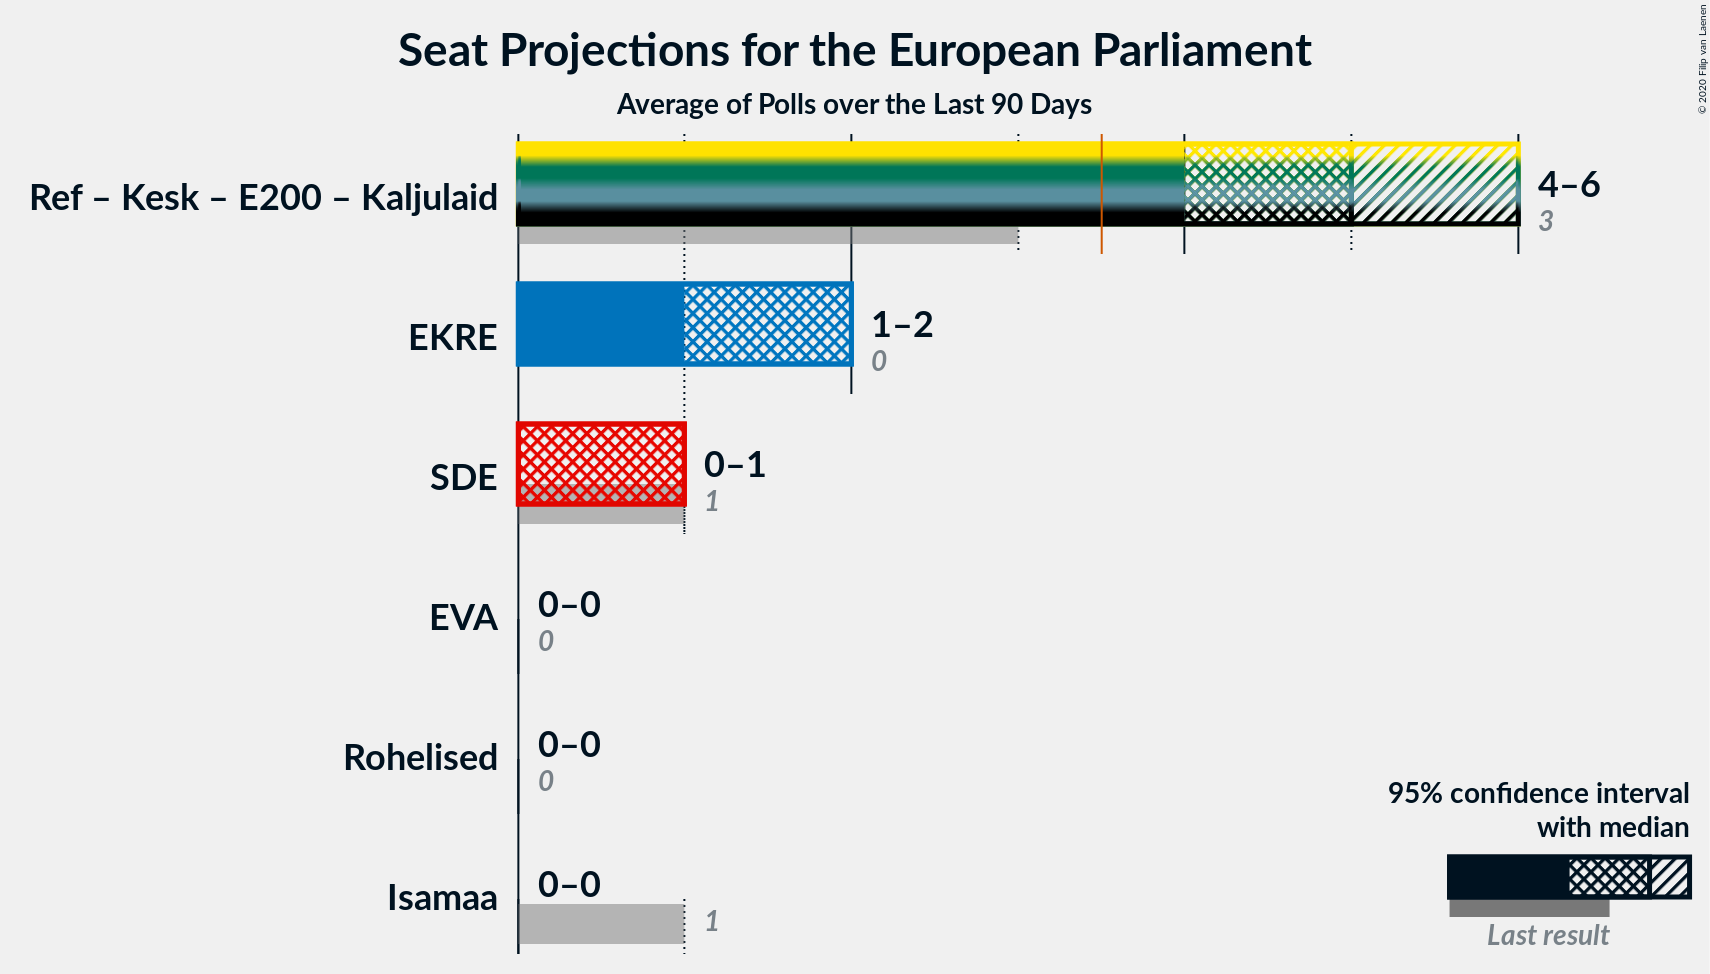 Seat Projections for the European Parliament
Average of Polls over the Last 90 Days
© 2020 Filip van Laenen
Ref – Kesk – E200 – Kaljulaid
4–6
3
EKRE
1–2
0
SDE
0–1
1
EVA
0–0
0
Rohelised
0–0
0
Isamaa
0–0
1
95% confidence interval
with median
Last result